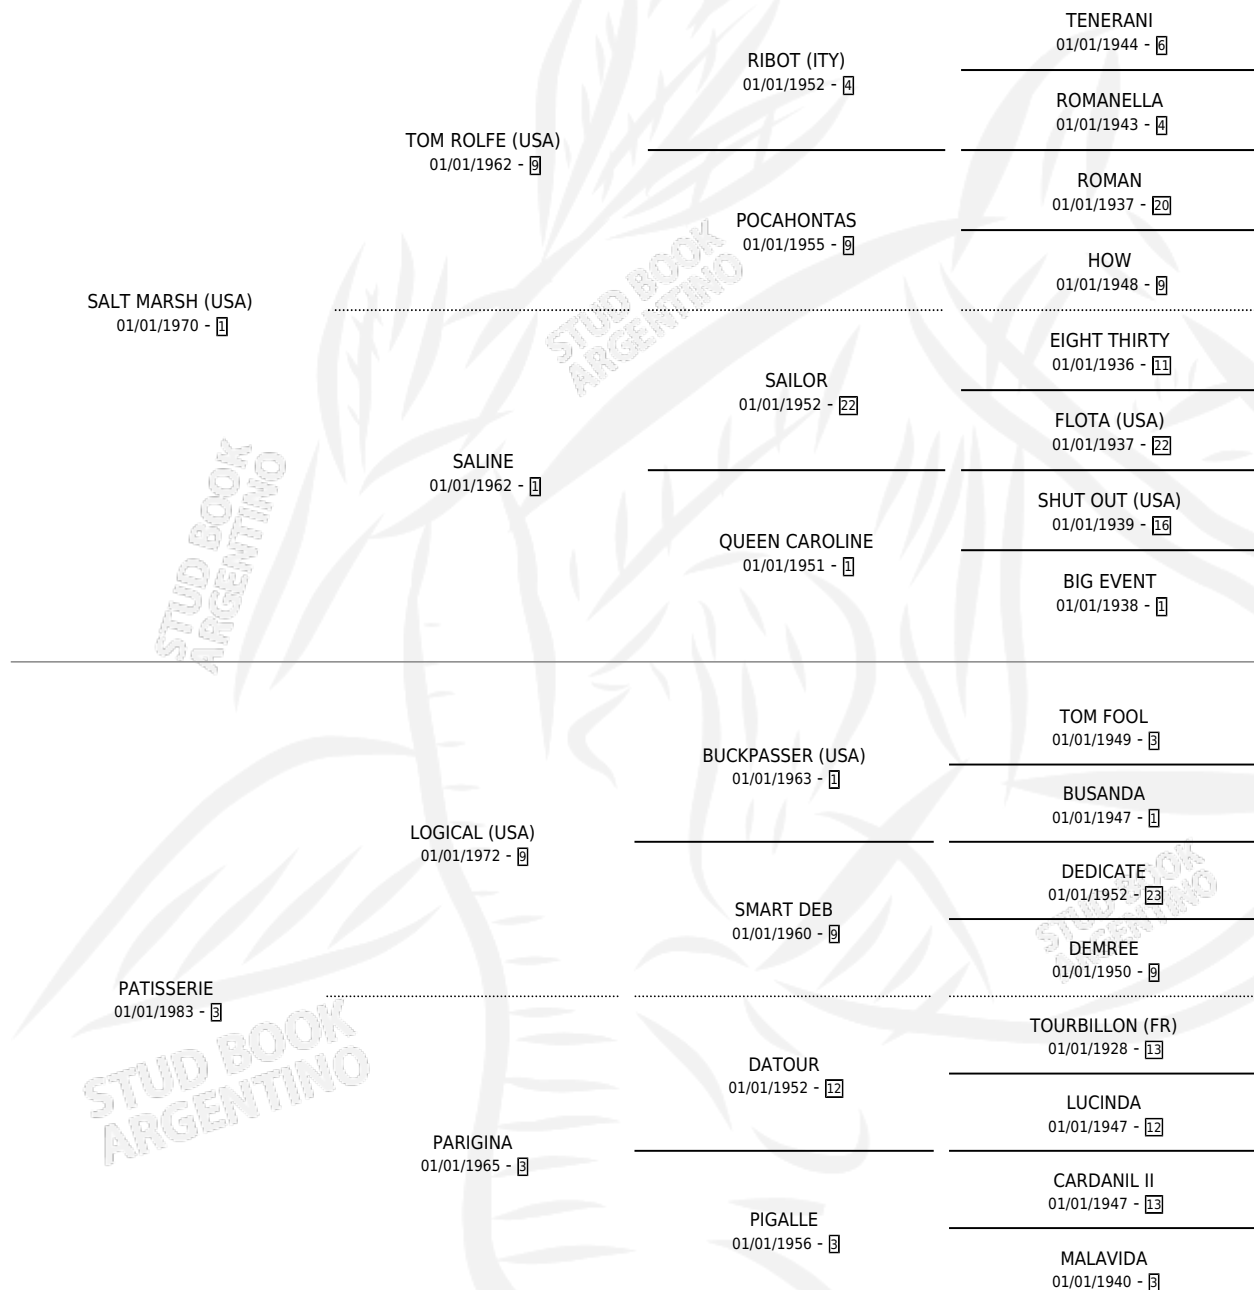 TENERANI
01/01/1944 - 6
RIBOT (ITY)
01/01/1952 - 4
ROMANELLA
01/01/1943 - 4
TOM ROLFE (USA)
01/01/1962 - 9
ROMAN
01/01/1937 - 20
POCAHONTAS
01/01/1955 - 9
HOW
01/01/1948 - 9
SALT MARSH (USA)
01/01/1970 - 1
EIGHT THIRTY
01/01/1936 - 11
SAILOR
01/01/1952 - 22
FLOTA (USA)
01/01/1937 - 22
SALINE
01/01/1962 - 1
SHUT OUT (USA)
01/01/1939 - 16
QUEEN CAROLINE
01/01/1951 - 1
BIG EVENT
01/01/1938 - 1
TOM FOOL
01/01/1949 - 3
BUCKPASSER (USA)
01/01/1963 - 1
BUSANDA
01/01/1947 - 1
LOGICAL (USA)
01/01/1972 - 9
DEDICATE
01/01/1952 - 23
SMART DEB
01/01/1960 - 9
DEMREE
01/01/1950 - 9
PATISSERIE
01/01/1983 - 3
TOURBILLON (FR)
01/01/1928 - 13
DATOUR
01/01/1952 - 12
LUCINDA
01/01/1947 - 12
PARIGINA
01/01/1965 - 3
CARDANIL II
01/01/1947 - 13
PIGALLE
01/01/1956 - 3
MALAVIDA
01/01/1940 - 3
STUD BOOK
ARGENTINO
STUD BOOK
ARGENTINO
STUD BOOK
ARGENTINO
STUD BOOK
ARGENTINO